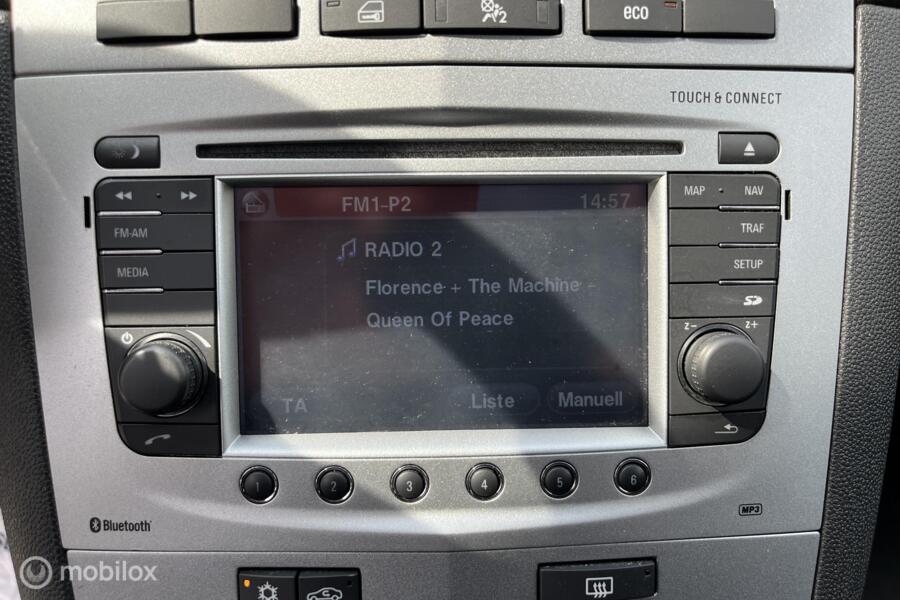 2
eco
TOUCH & CONNECT
FM1-P2
14:57
MAP
NAV
FM-AM
TRAF
MEDIA
RADIO 2
SETUP
Florence + The Machine -
Queen Of Peace
z-
z+
TA
Liste
Manuell
1
2
3
4
5
6
Bluetooth
MP3
mobilox